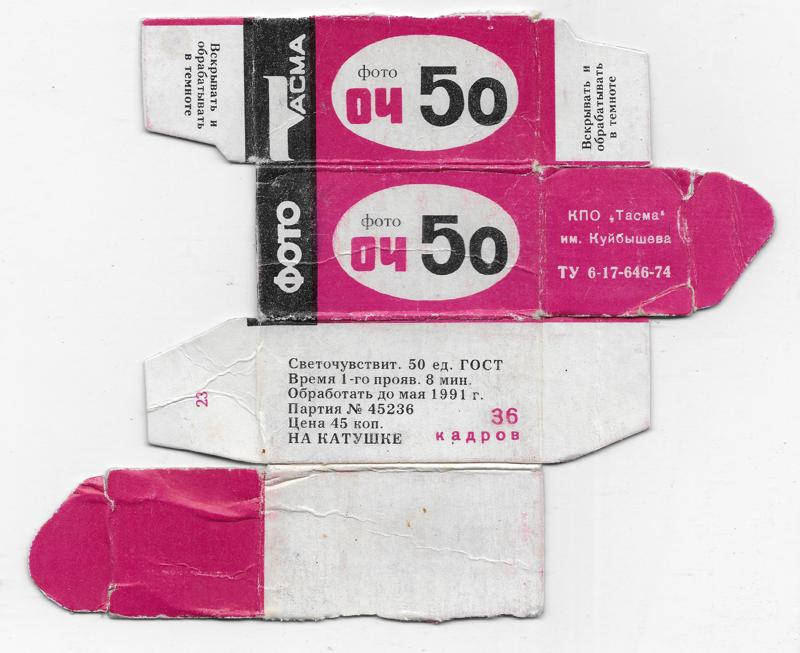 Вскрывать и
обрабатывать
в темноте
ТАСМА
фото
ОЧ 50
Вскрывать и
обрабатывать
в темноте
ФОТО
фото
ОЧ 50
КПО „Тасма“
им. Куйбышева
ТУ 6-17-646-74
23
Светочувствит. 50 ед. ГОСТ
Время 1-го прояв. 8 мин.
Обработать до мая 1991 г.
Партия № 45236
Цена 45 коп.
НА КАТУШКЕ
36
кадров